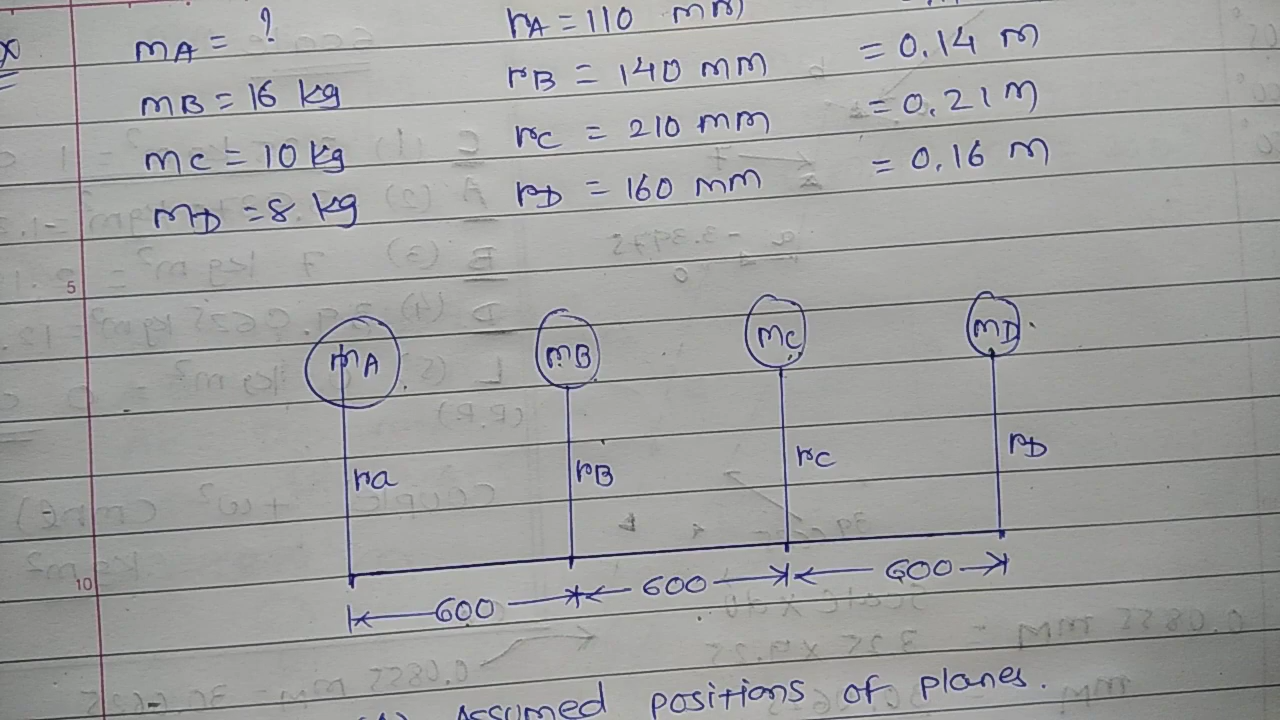 mA = ? rA = 110 mm
mB = 16 kg rB = 140 mm = 0.14 m
mC = 10 kg rC = 210 mm = 0.21 m
mD = 8 kg rD = 160 mm = 0.16 m
5
mA mB mC mD
ra rB rC rD
10
600 600 600
Assumed positions of planes.